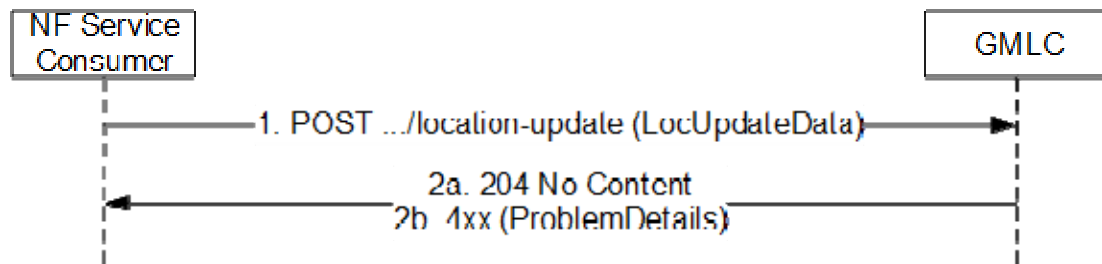 NF Service
Consumer
GMLC
1. POST .../location-update (LocUpdateData)
2a. 204 No Content
2b. 4xx (ProblemDetails)